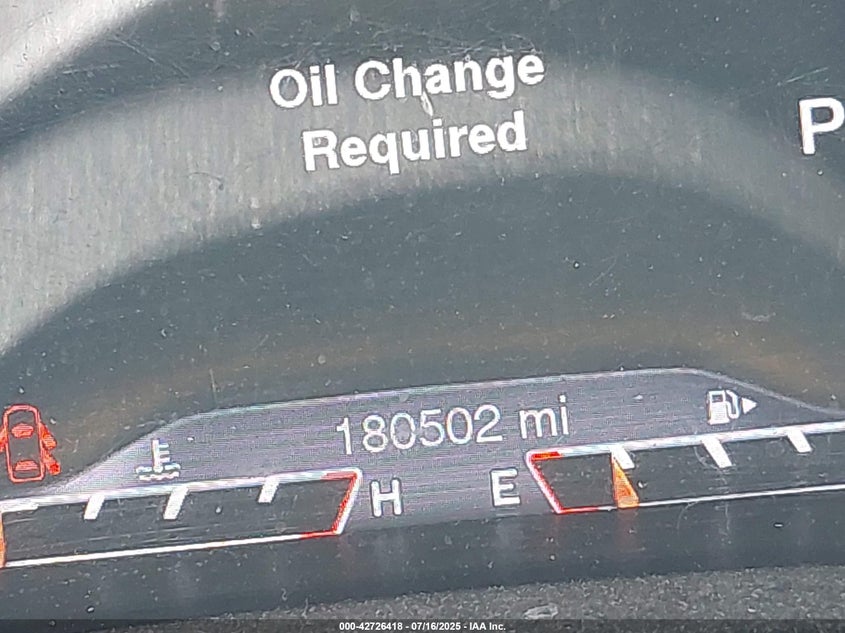 Oil Change
Required
P
180502 mi
H
E
000-42726418 - 07/16/2025 - IAA Inc.